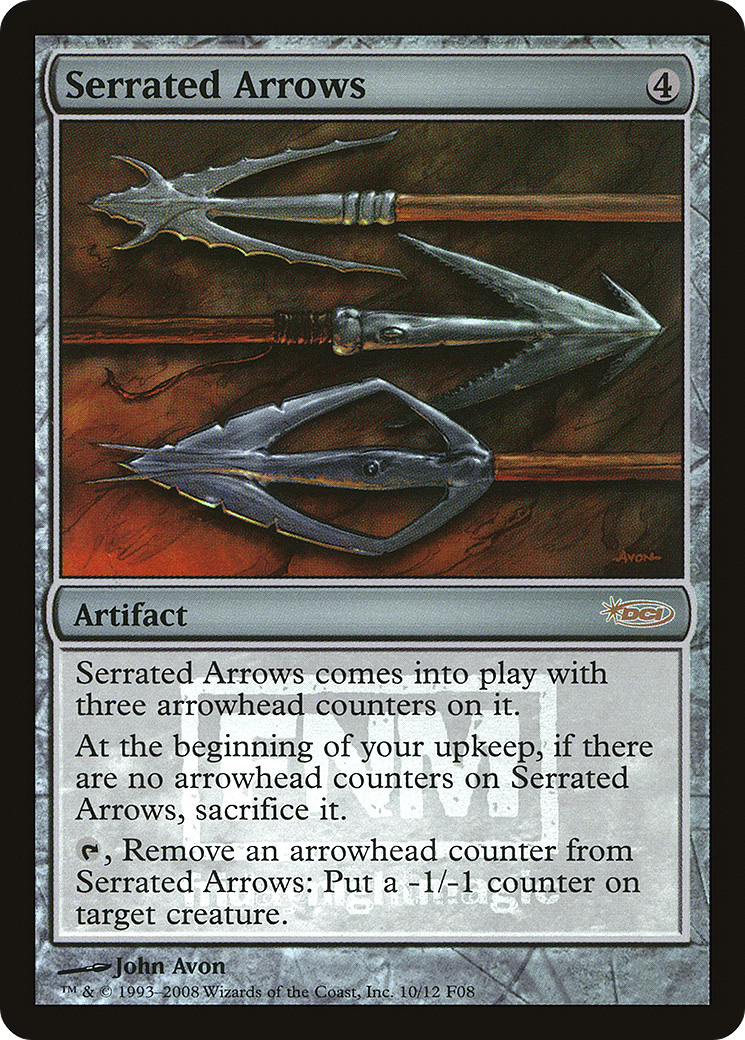 Serrated Arrows 4
AVON
Artifact DCI
Serrated Arrows comes into play with
three arrowhead counters on it.
At the beginning of your upkeep, if there
are no arrowhead counters on Serrated
Arrows, sacrifice it.
, Remove an arrowhead counter from
Serrated Arrows: Put a -1/-1 counter on
target creature.
FNM
John Avon
™ & © 1993–2008 Wizards of the Coast, Inc. 10/12 F08